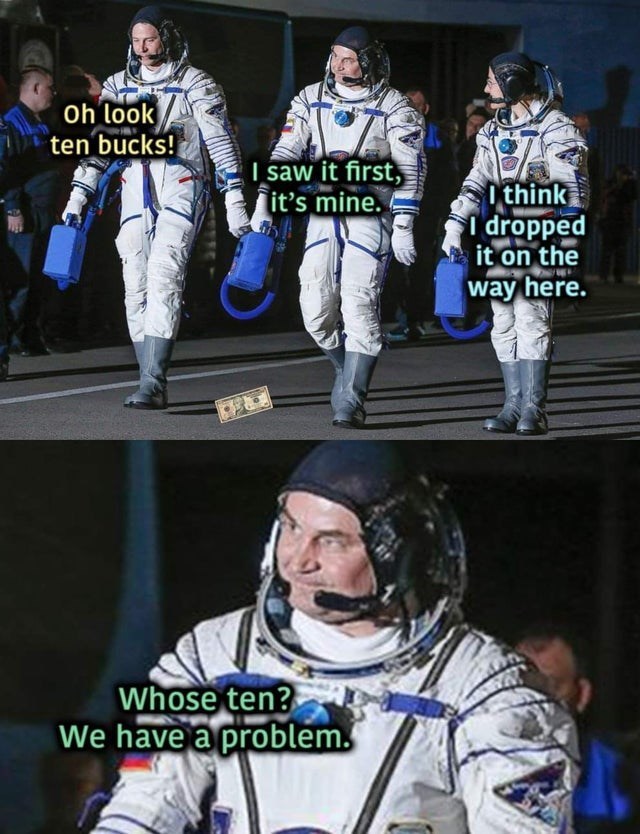 Oh look
ten bucks!
I saw it first,
it's mine.
I think
I dropped
it on the
way here.
Whose ten?
We have a problem.